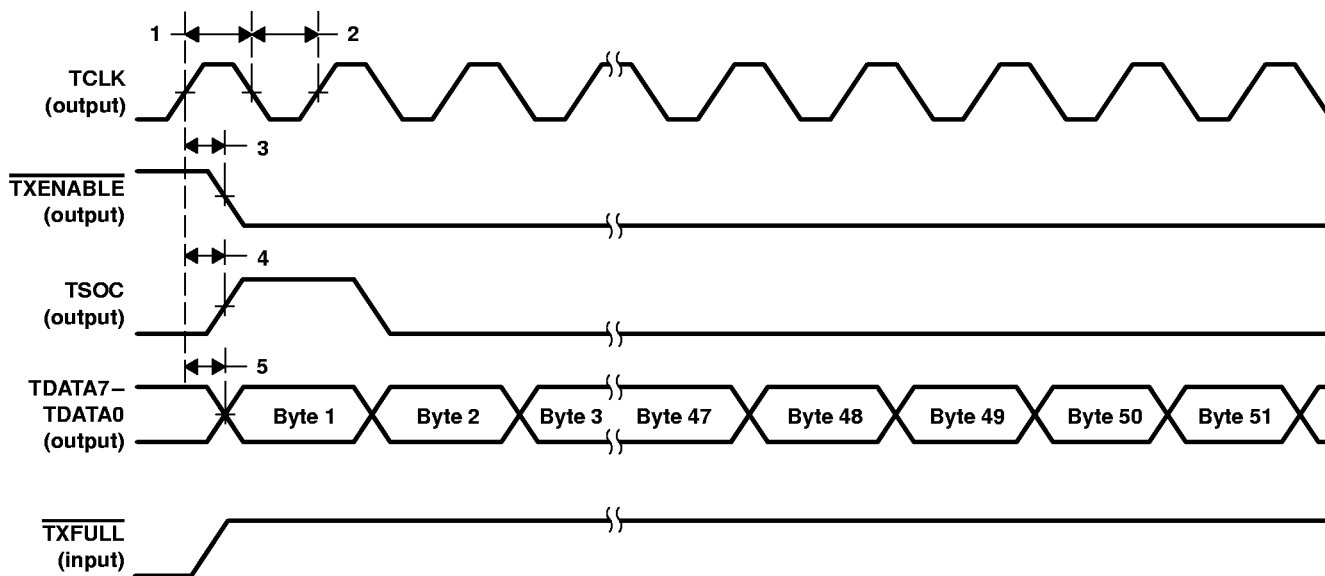 1
2
TCLK
(output)
3
TXENABLE
(output)
4
TSOC
(output)
5
TDATA7–
TDATA0
(output)
Byte 1 Byte 2 Byte 3 Byte 47 Byte 48 Byte 49 Byte 50 Byte 51
TXFULL
(input)